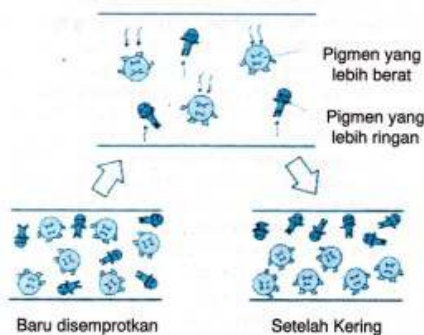 Pigmen yang
lebih berat
Pigmen yang
lebih ringan
Baru disemprotkan
Setelah Kering